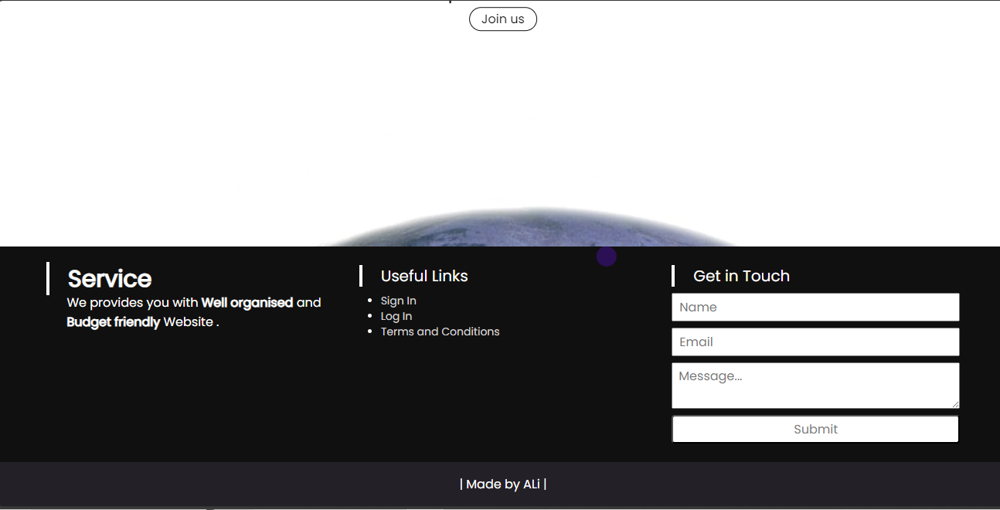 Join us
Service
We provides you with Well organised and
Budget friendly Website .
Useful Links
Sign In
Log In
Terms and Conditions
Get in Touch
Name
Email
Message...
Submit
| Made by ALi |